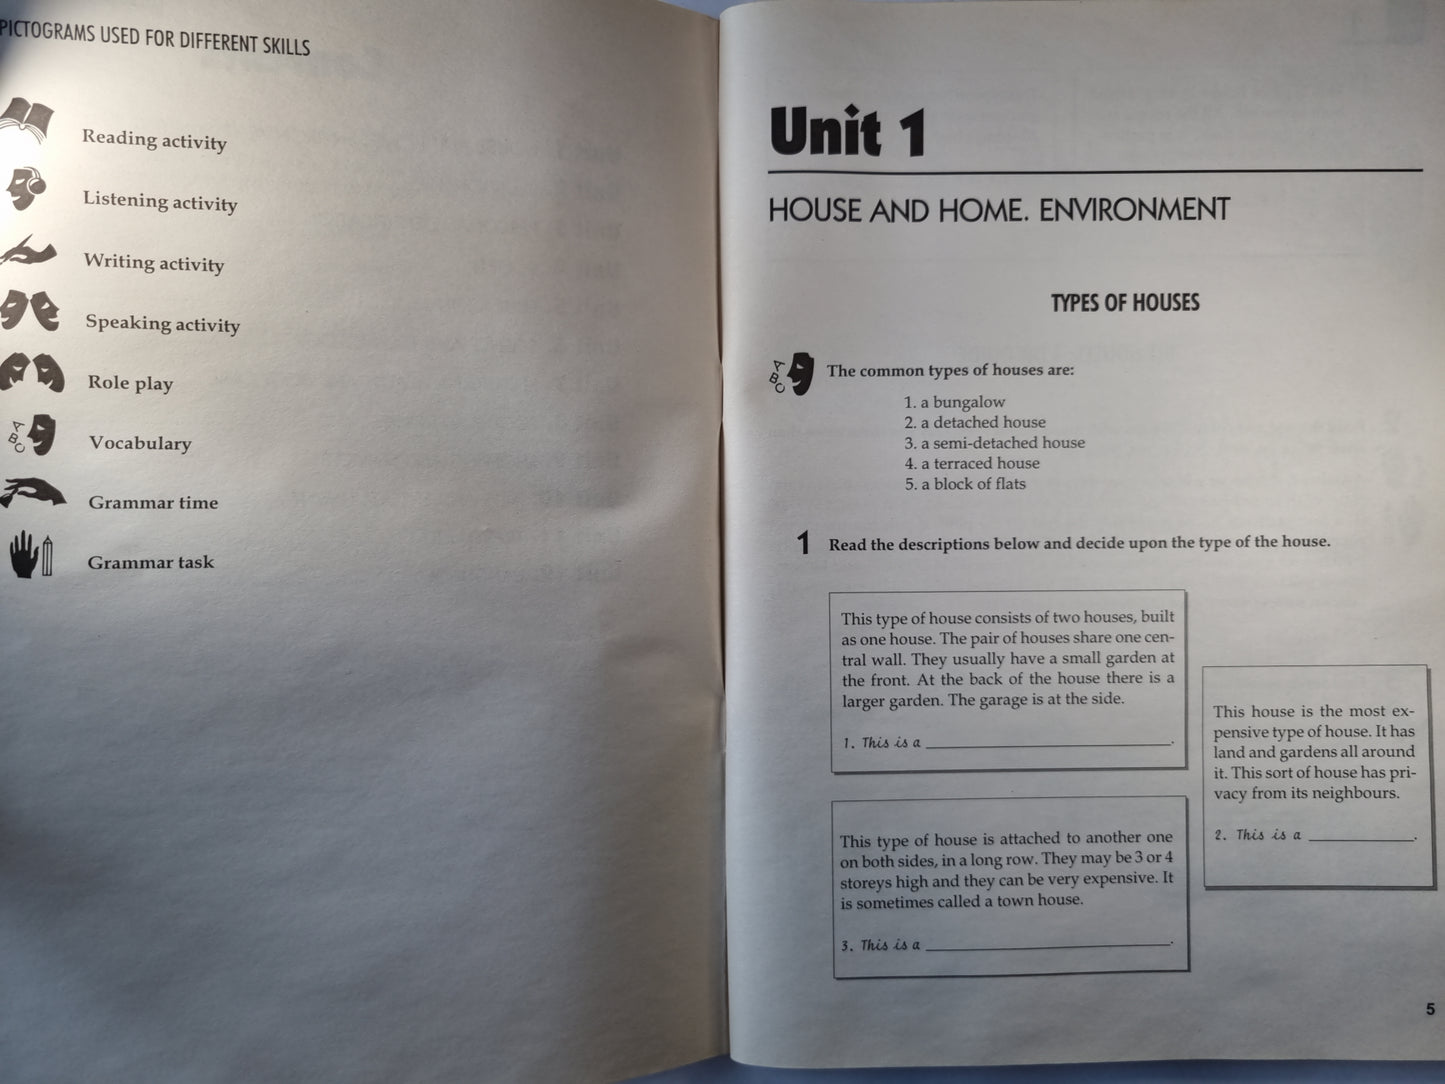 PICTOGRAMS USED FOR DIFFERENT SKILLS
Reading activity
Listening activity
Writing activity
Speaking activity
Role play
A
B
C
Vocabulary
Grammar time
Grammar task
Unit 1
HOUSE AND HOME. ENVIRONMENT
TYPES OF HOUSES
A
B
C
The common types of houses are:
1. a bungalow
2. a detached house
3. a semi-detached house
4. a terraced house
5. a block of flats
1 Read the descriptions below and decide upon the type of the house.
This type of house consists of two houses, built
as one house. The pair of houses share one cen-
tral wall. They usually have a small garden at
the front. At the back of the house there is a
larger garden. The garage is at the side.
1. This is a ____________________.
This house is the most ex-
pensive type of house. It has
land and gardens all around
it. This sort of house has pri-
vacy from its neighbours.
2. This is a __________.
This type of house is attached to another one
on both sides, in a long row. They may be 3 or 4
storeys high and they can be very expensive. It
is sometimes called a town house.
3. This is a ____________________.
5